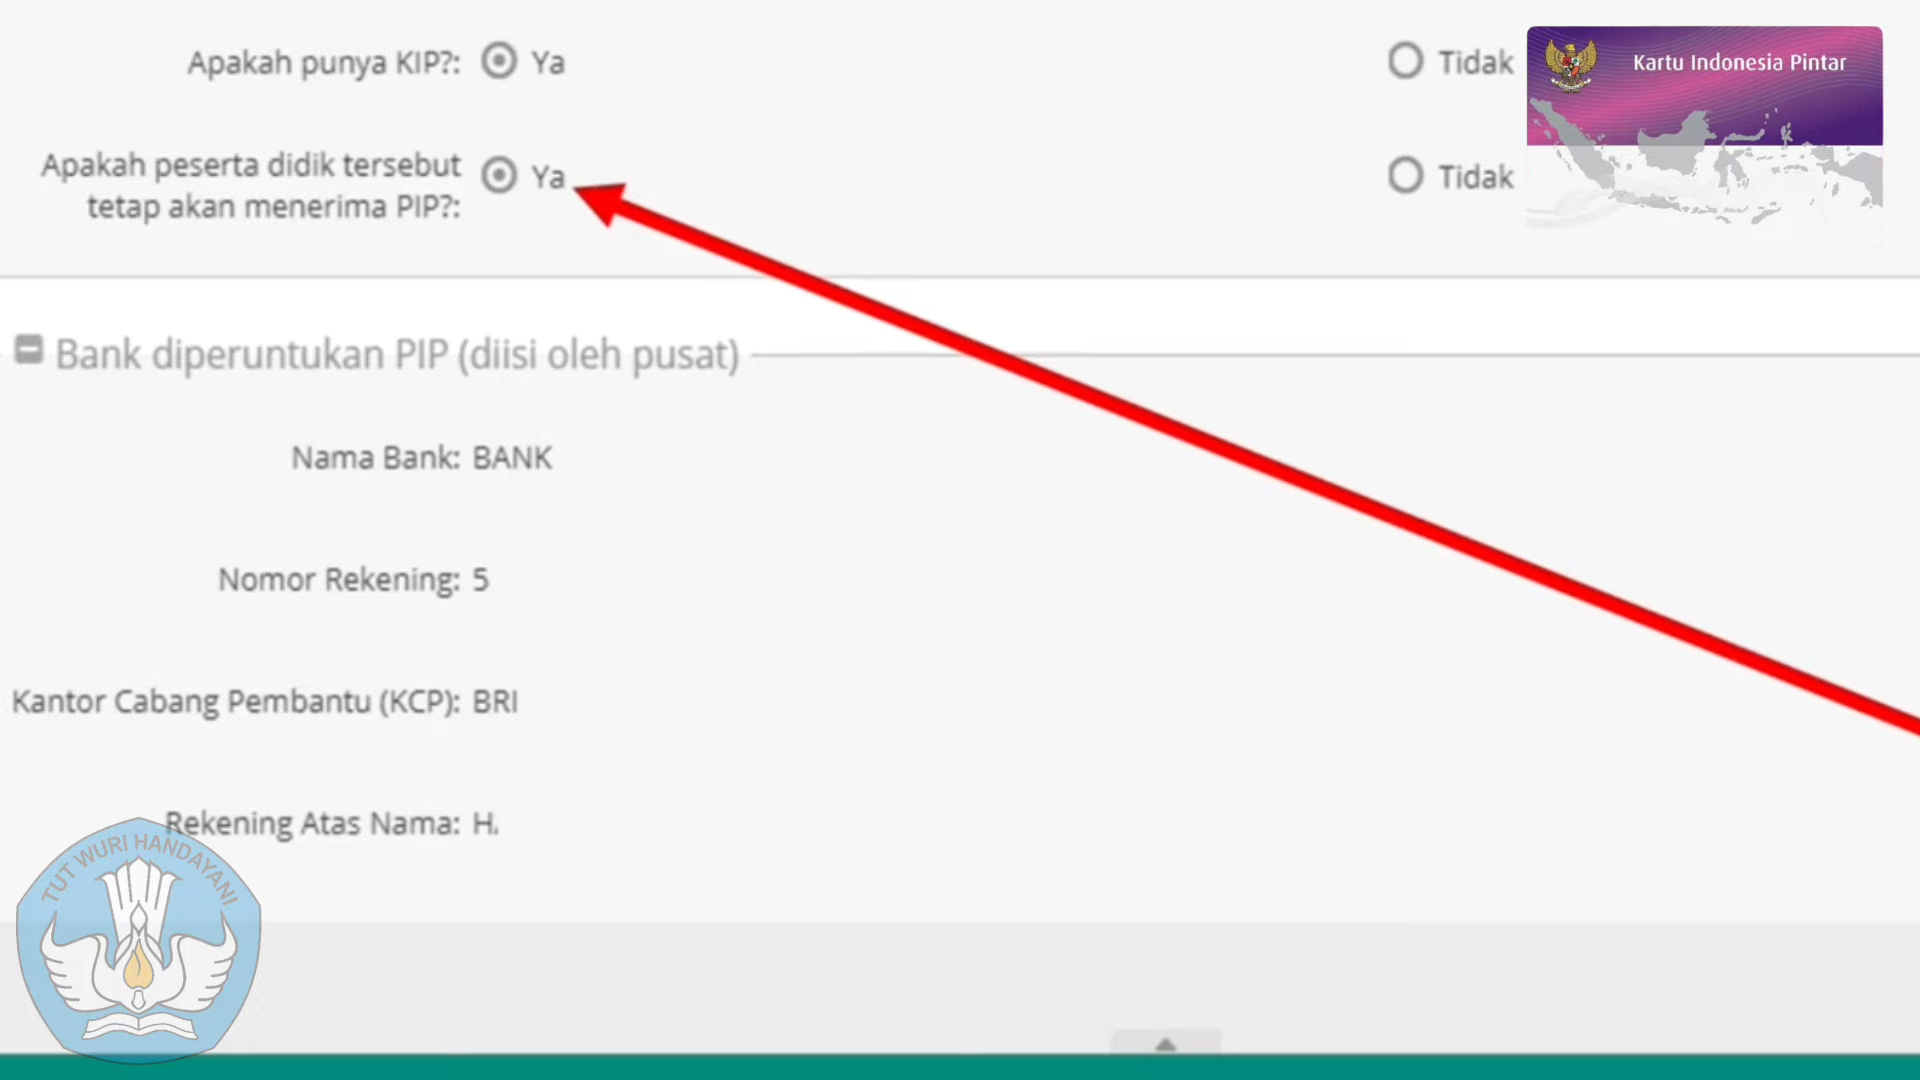 Apakah punya KIP?: Ya Tidak
Kartu Indonesia Pintar
Apakah peserta didik tersebut
tetap akan menerima PIP?: Ya Tidak
Bank diperuntukan PIP (diisi oleh pusat)
Nama Bank: BANK
Nomor Rekening: 5
Kantor Cabang Pembantu (KCP): BRI
Rekening Atas Nama: H.
TUT WURI HANDAYANI